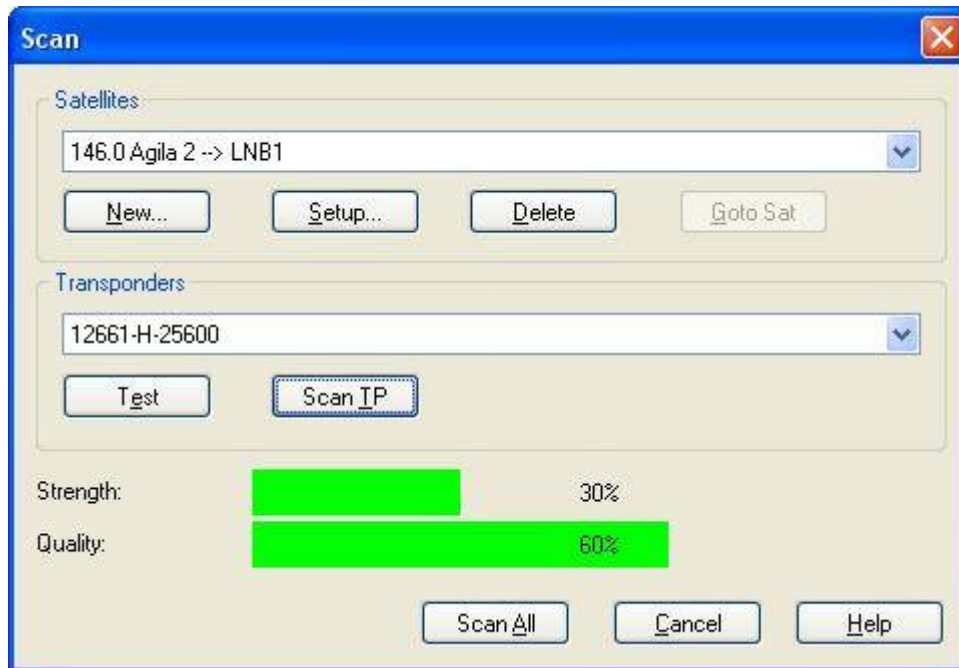 Scan
Satellites
146.0 Agila 2 --> LNB1
New... Setup... Delete Goto Sat
Transponders
12661-H-25600
Test Scan TP
Strength: 30%
Quality: 60%
Scan All Cancel Help